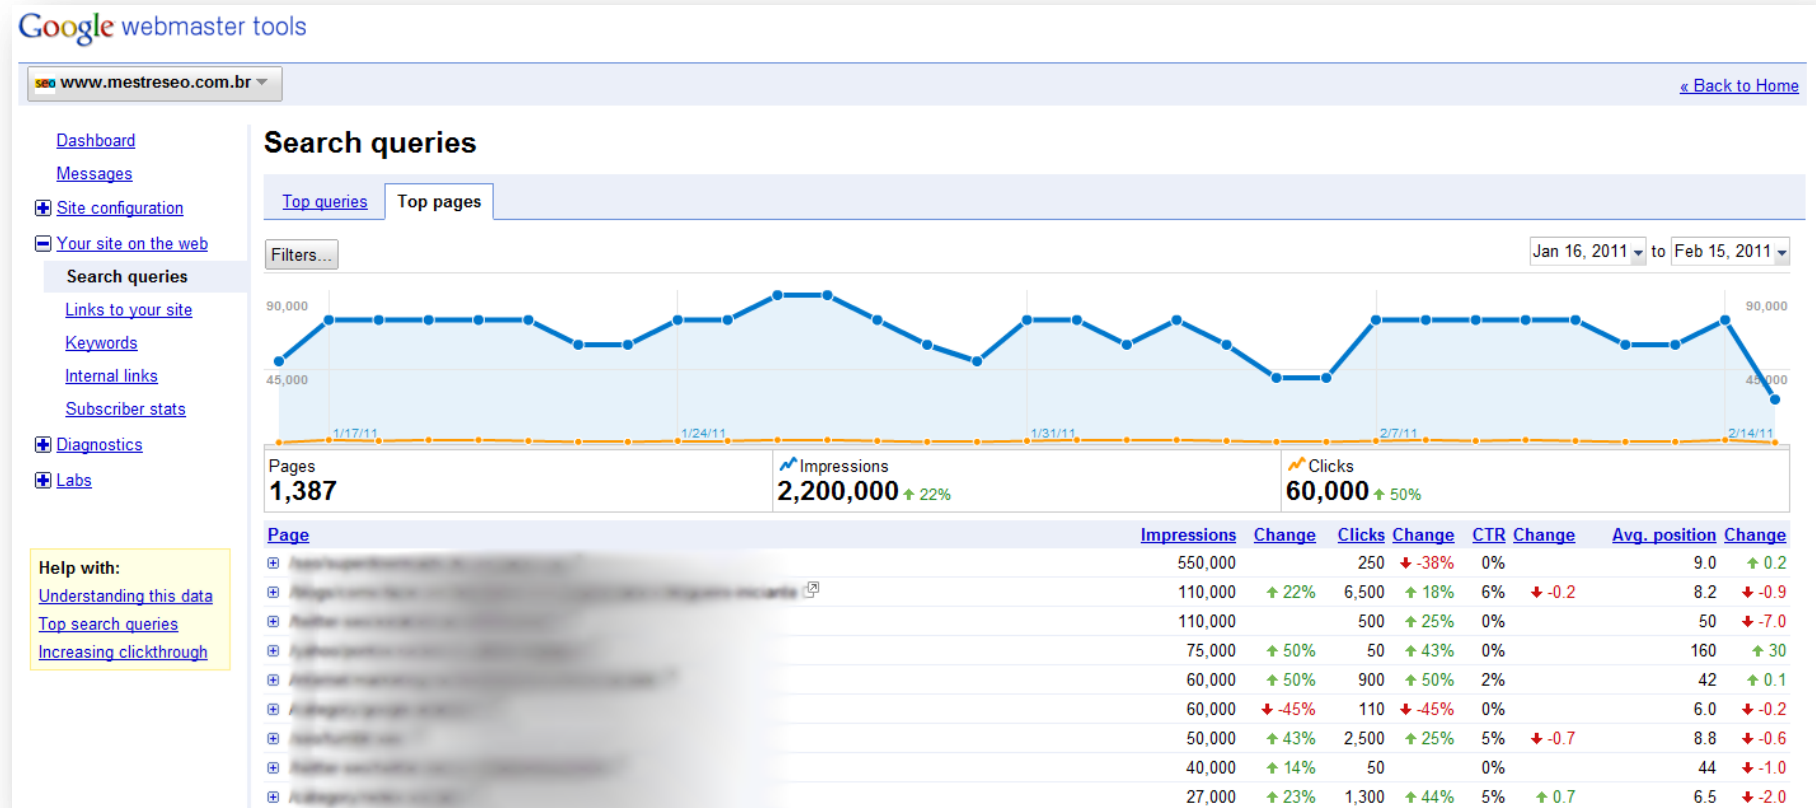 Google webmaster tools
seo www.mestreseo.com.br
« Back to Home
Dashboard
Messages
Site configuration
Your site on the web
Search queries
Links to your site
Keywords
Internal links
Subscriber stats
Diagnostics
Labs
Help with:
Understanding this data
Top search queries
Increasing clickthrough
Search queries
Top queries Top pages
Filters...
Jan 16, 2011 to Feb 15, 2011
90,000 90,000
45,000 45,000
1/17/11 1/24/11 1/31/11 2/7/11 2/14/11
Pages Impressions Clicks
1,387 2,200,000 22% 60,000 50%
Page Impressions Change Clicks Change CTR Change Avg. position Change
550,000 250 -38% 0% 9.0 0.2
110,000 22% 6,500 18% 6% -0.2 8.2 -0.9
110,000 500 25% 0% 50 -7.0
75,000 50% 50 43% 0% 160 30
60,000 50% 900 50% 2% 42 0.1
60,000 -45% 110 -45% 0% 6.0 -0.2
50,000 43% 2,500 25% 5% -0.7 8.8 -0.6
40,000 14% 50 0% 44 -1.0
27,000 23% 1,300 44% 5% 0.7 6.5 -2.0